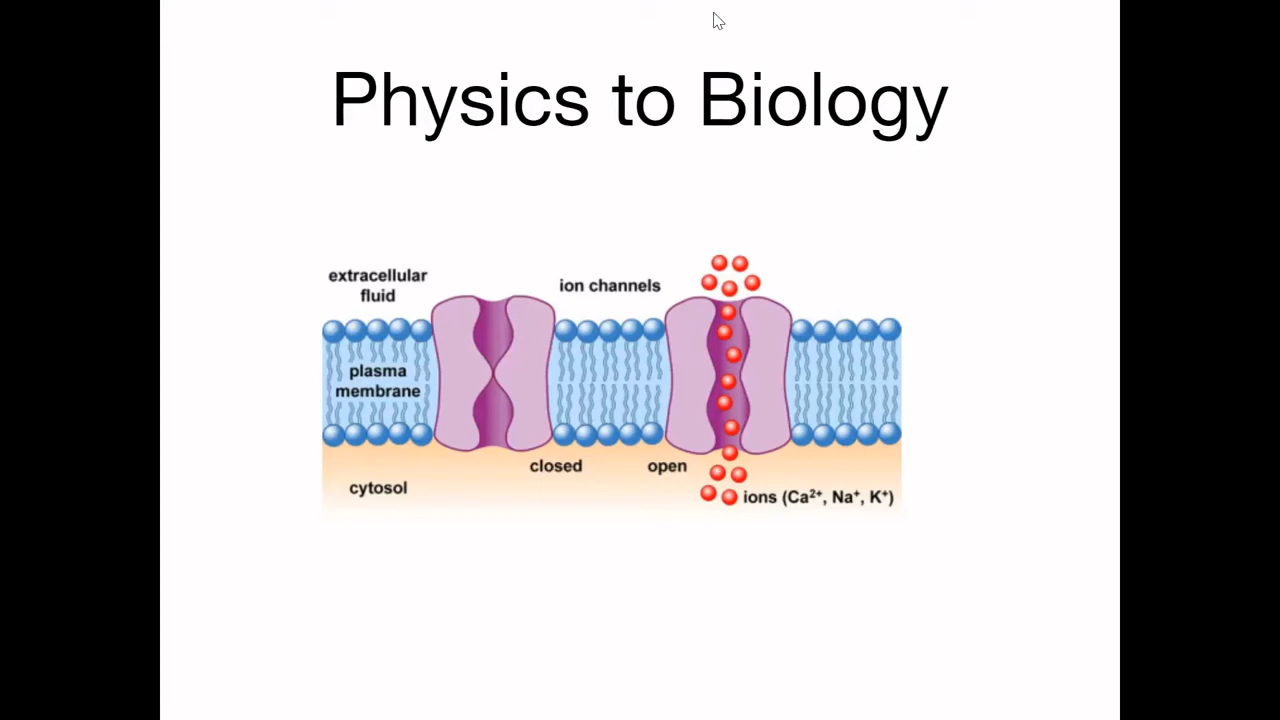 Physics to Biology
extracellular
fluid
ion channels
plasma
membrane
closed
open
cytosol
ions (Ca²⁺, Na⁺, K⁺)